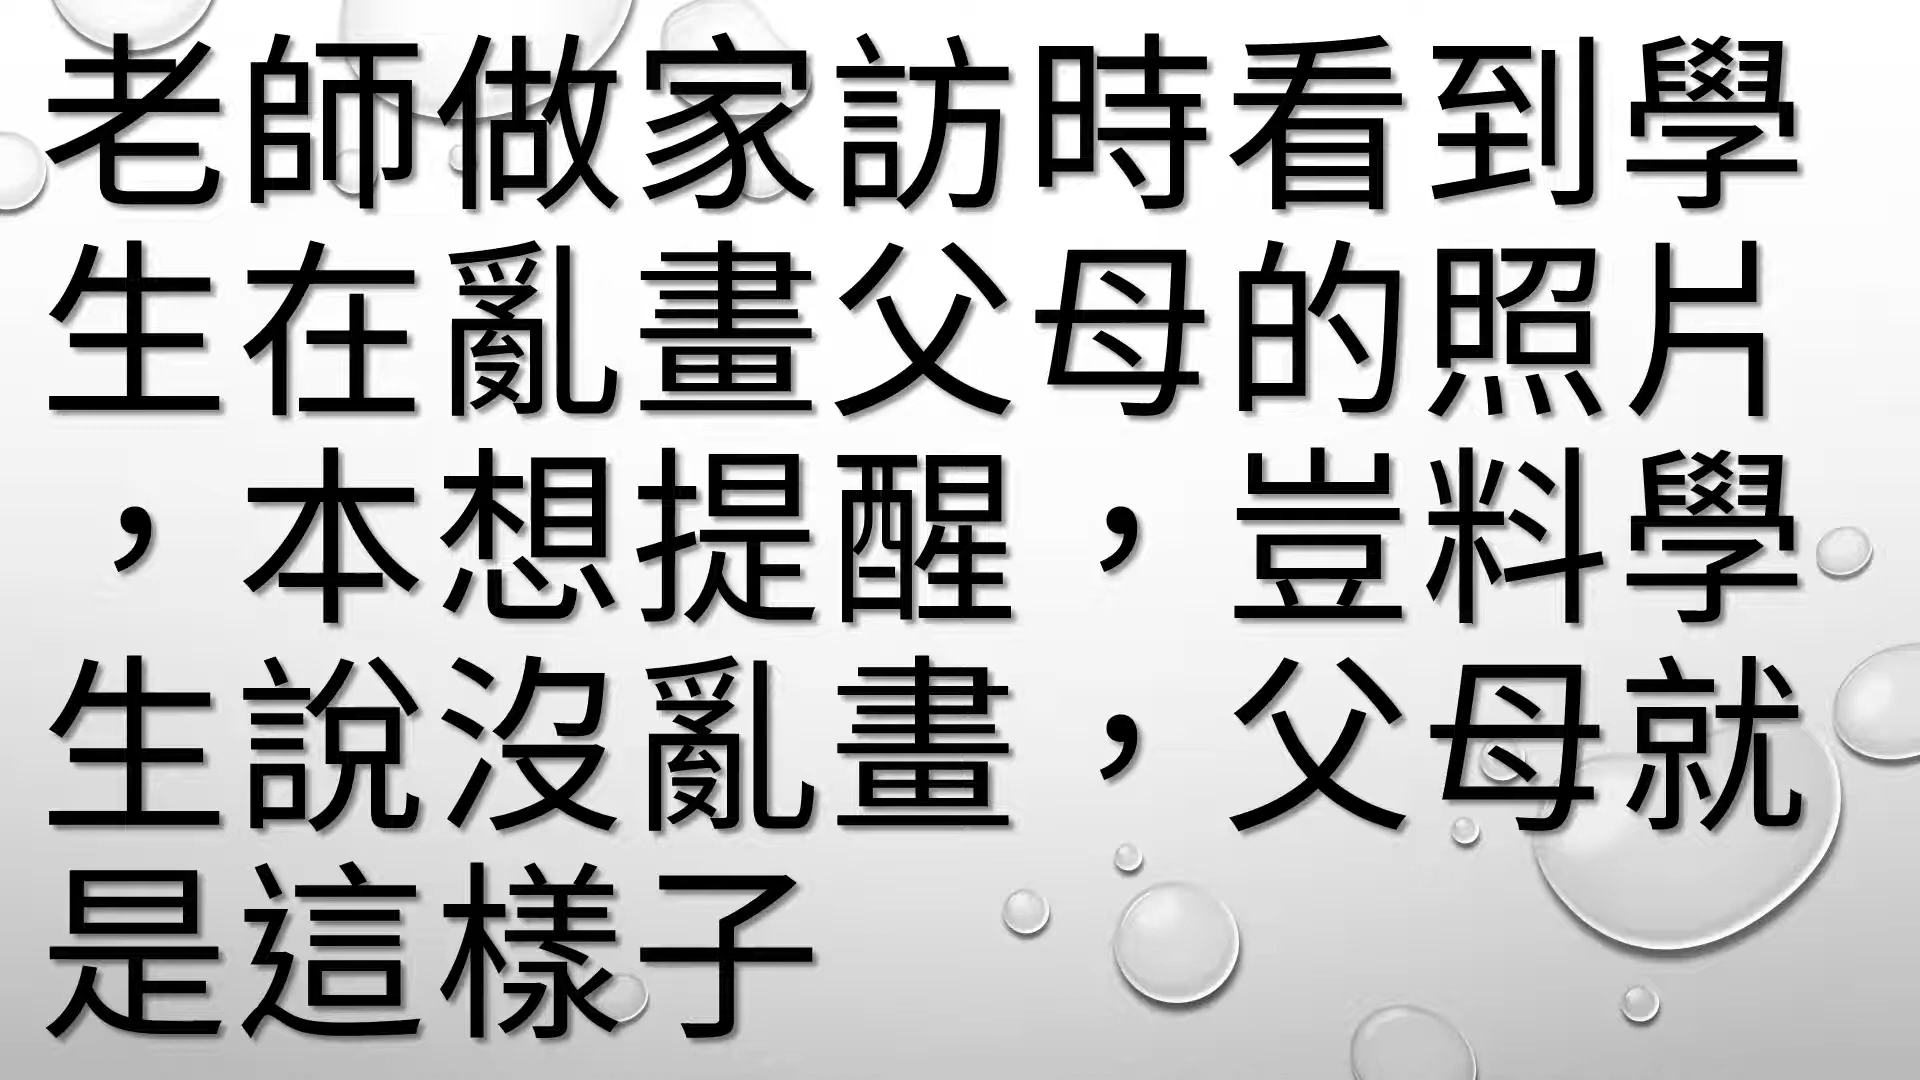 老師做家訪時看到學
生在亂畫父母的照片
，本想提醒，豈料學
生說沒亂畫，父母就
是這樣子